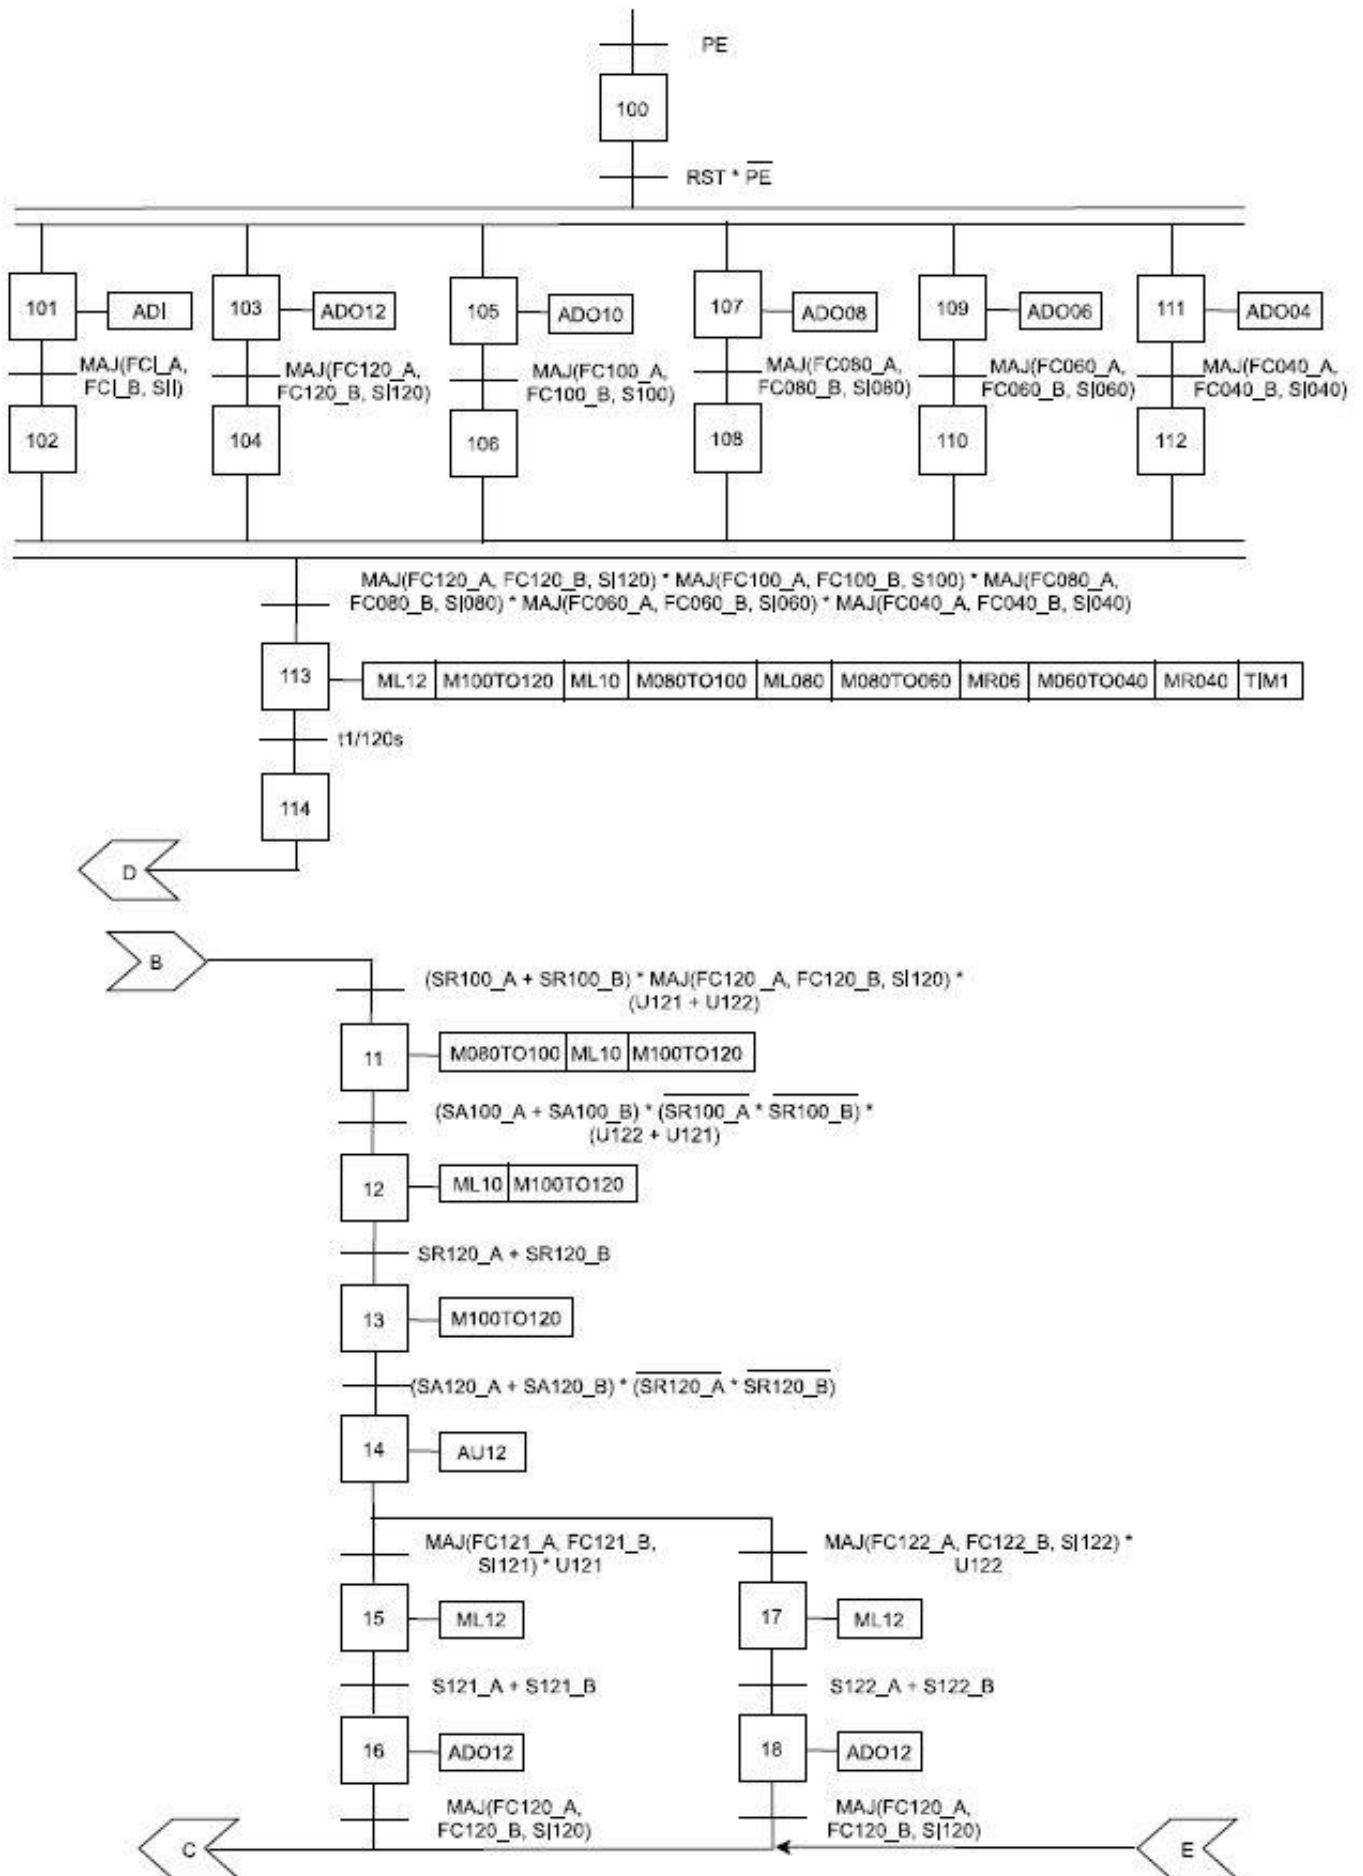 PE
100
RST * PE
101 ADI 103 ADO12 105 ADO10 107 ADO08 109 ADO06 111 ADO04
MAJ(FCI_A, MAJ(FC120_A, MAJ(FC100_A, MAJ(FC080_A, MAJ(FC060_A, MAJ(FC040_A,
FCI_B, SII) FC120_B, SI120) FC100_B, S100) FC080_B, SI080) FC060_B, SI060) FC040_B, SI040)
102 104 106 108 110 112
MAJ(FC120_A, FC120_B, SI120) * MAJ(FC100_A, FC100_B, S100) * MAJ(FC080_A,
FC080_B, SI080) * MAJ(FC060_A, FC060_B, SI060) * MAJ(FC040_A, FC040_B, SI040)
113 ML12 M100TO120 ML10 M080TO100 ML080 M080TO060 MR06 M060TO040 MR040 TIM1
t1/120s
114
D
B
(SR100_A + SR100_B) * MAJ(FC120_A, FC120_B, SI120) *
(U121 + U122)
11 M080TO100 ML10 M100TO120
(SA100_A + SA100_B) * (SR100_A * SR100_B) *
(U122 + U121)
12 ML10 M100TO120
SR120_A + SR120_B
13 M100TO120
(SA120_A + SA120_B) * (SR120_A * SR120_B)
14 AU12
MAJ(FC121_A, FC121_B, MAJ(FC122_A, FC122_B, SI122) *
SI121) * U121 U122
15 ML12 17 ML12
S121_A + S121_B S122_A + S122_B
16 ADO12 18 ADO12
MAJ(FC120_A, MAJ(FC120_A,
FC120_B, SI120) FC120_B, SI120)
C E